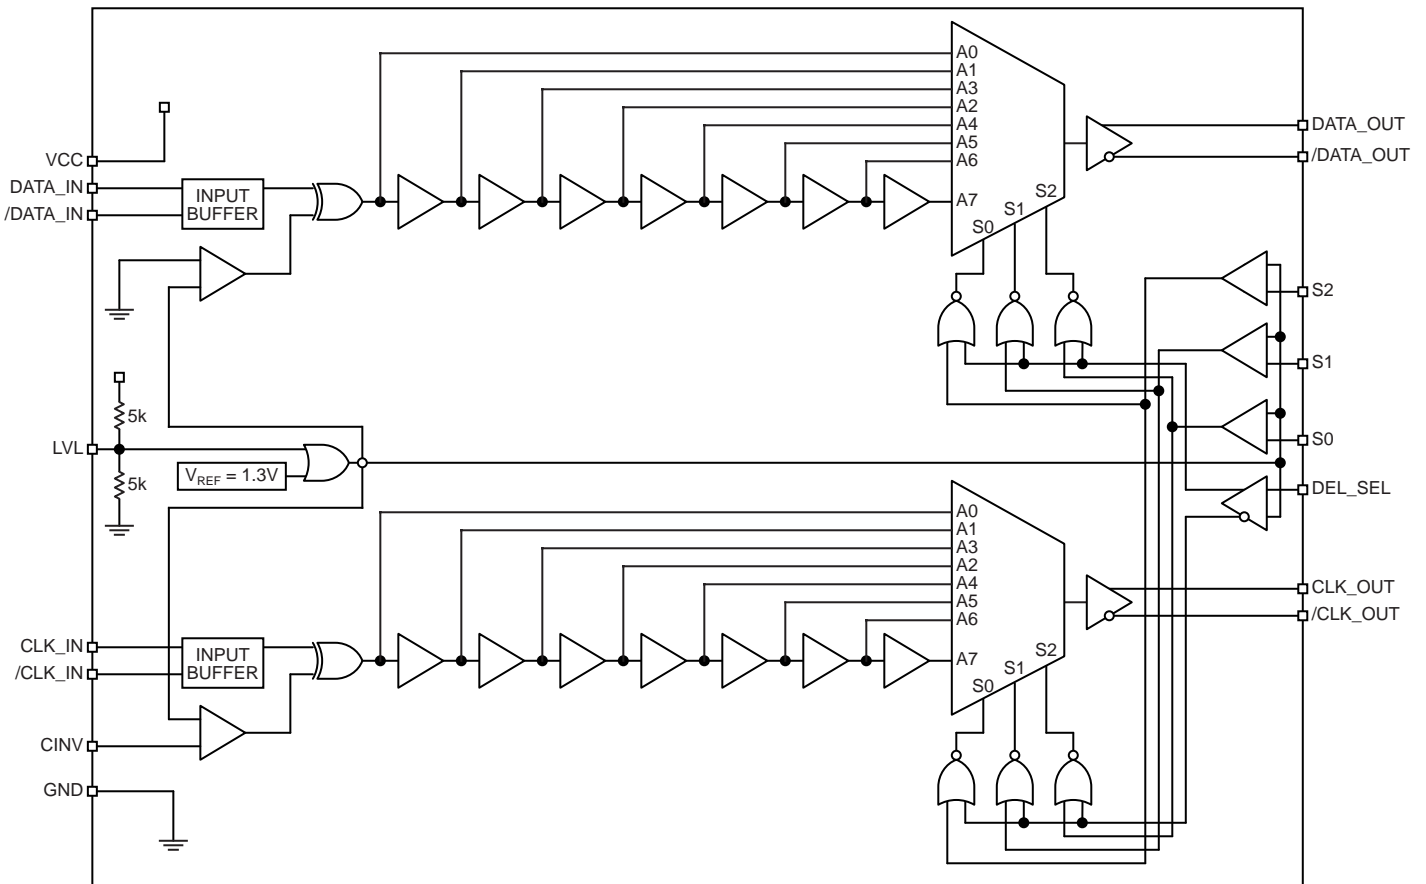 VCC
DATA_IN
/DATA_IN
INPUT
BUFFER
A0
A1
A3
A2
A4
A5
A6
A7
S0
S1
S2
DATA_OUT
/DATA_OUT
S2
S1
S0
DEL_SEL
5k
LVL
5k
VREF = 1.3V
CLK_IN
/CLK_IN
INPUT
BUFFER
CINV
GND
A0
A1
A3
A2
A4
A5
A6
A7
S0
S1
S2
CLK_OUT
/CLK_OUT